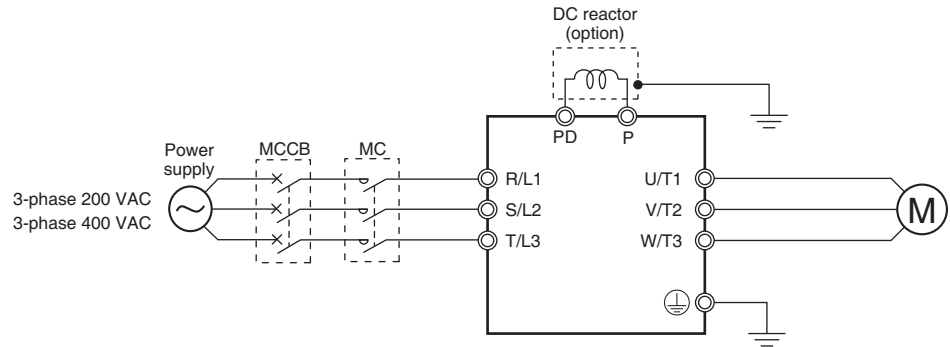 DC reactor
(option)
PD
P
Power
supply
MCCB
MC
3-phase 200 VAC
3-phase 400 VAC
R/L1
S/L2
T/L3
U/T1
V/T2
W/T3
M